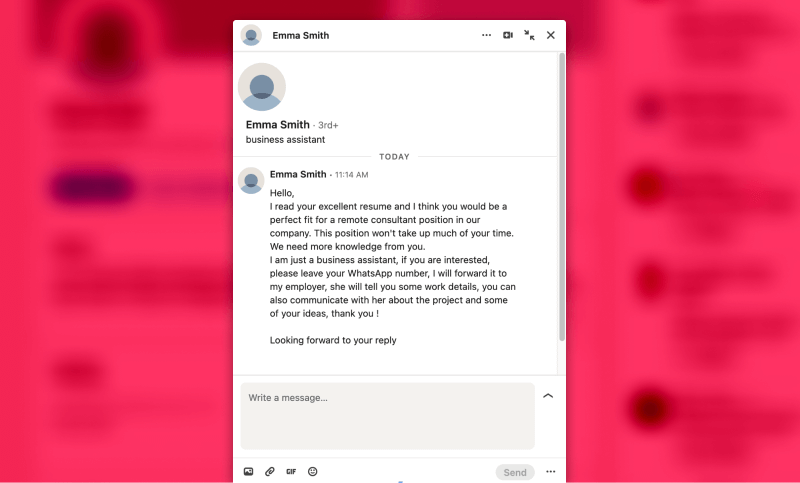 Emma Smith
Emma Smith · 3rd+
business assistant
TODAY
Emma Smith · 11:14 AM
Hello,
I read your excellent resume and I think you would be a
perfect fit for a remote consultant position in our
company. This position won't take up much of your time.
We need more knowledge from you.
I am just a business assistant, if you are interested,
please leave your WhatsApp number, I will forward it to
my employer, she will tell you some work details, you can
also communicate with her about the project and some
of your ideas, thank you !
Looking forward to your reply
Write a message...
GIF
Send